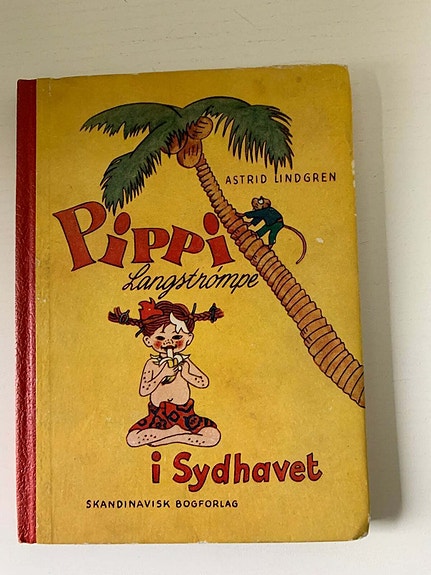 ASTRID LINDGREN
PiPPi
Langstrømpe
i Sydhavet
SKANDINAVISK BOGFORLAG